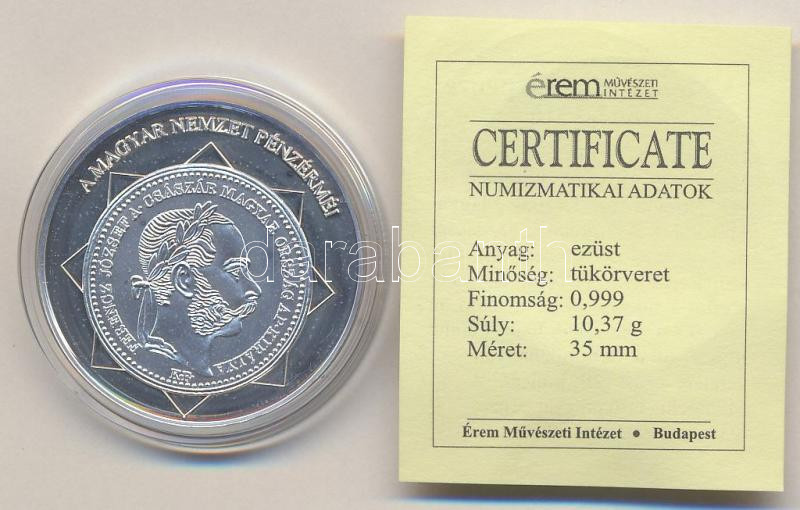 A MAGYAR NEMZET PÉNZÉRMÉI
FERENCZ JÓZSEF A·CSÁSZÁR MAGYAR ORSZÁG AP·KIRÁLYA
darabanth
érem MŰVÉSZETI
INTÉZET
CERTIFICATE
NUMIZMATIKAI ADATOK
Anyag: ezüst
Minőség: tükörveret
Finomság: 0,999
Súly: 10,37 g
Méret: 35 mm
Érem Művészeti Intézet • Budapest